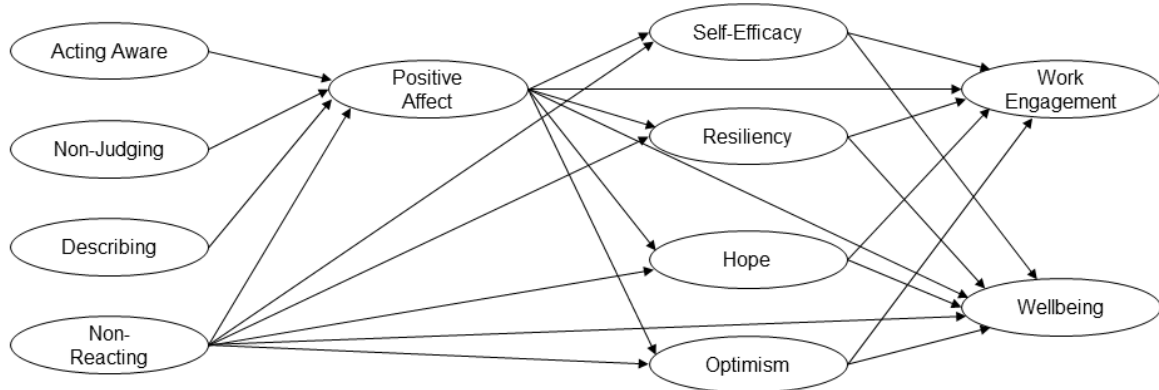 Acting Aware
Non-Judging
Describing
Non-
Reacting
Positive
Affect
Self-Efficacy
Resiliency
Hope
Optimism
Work
Engagement
Wellbeing